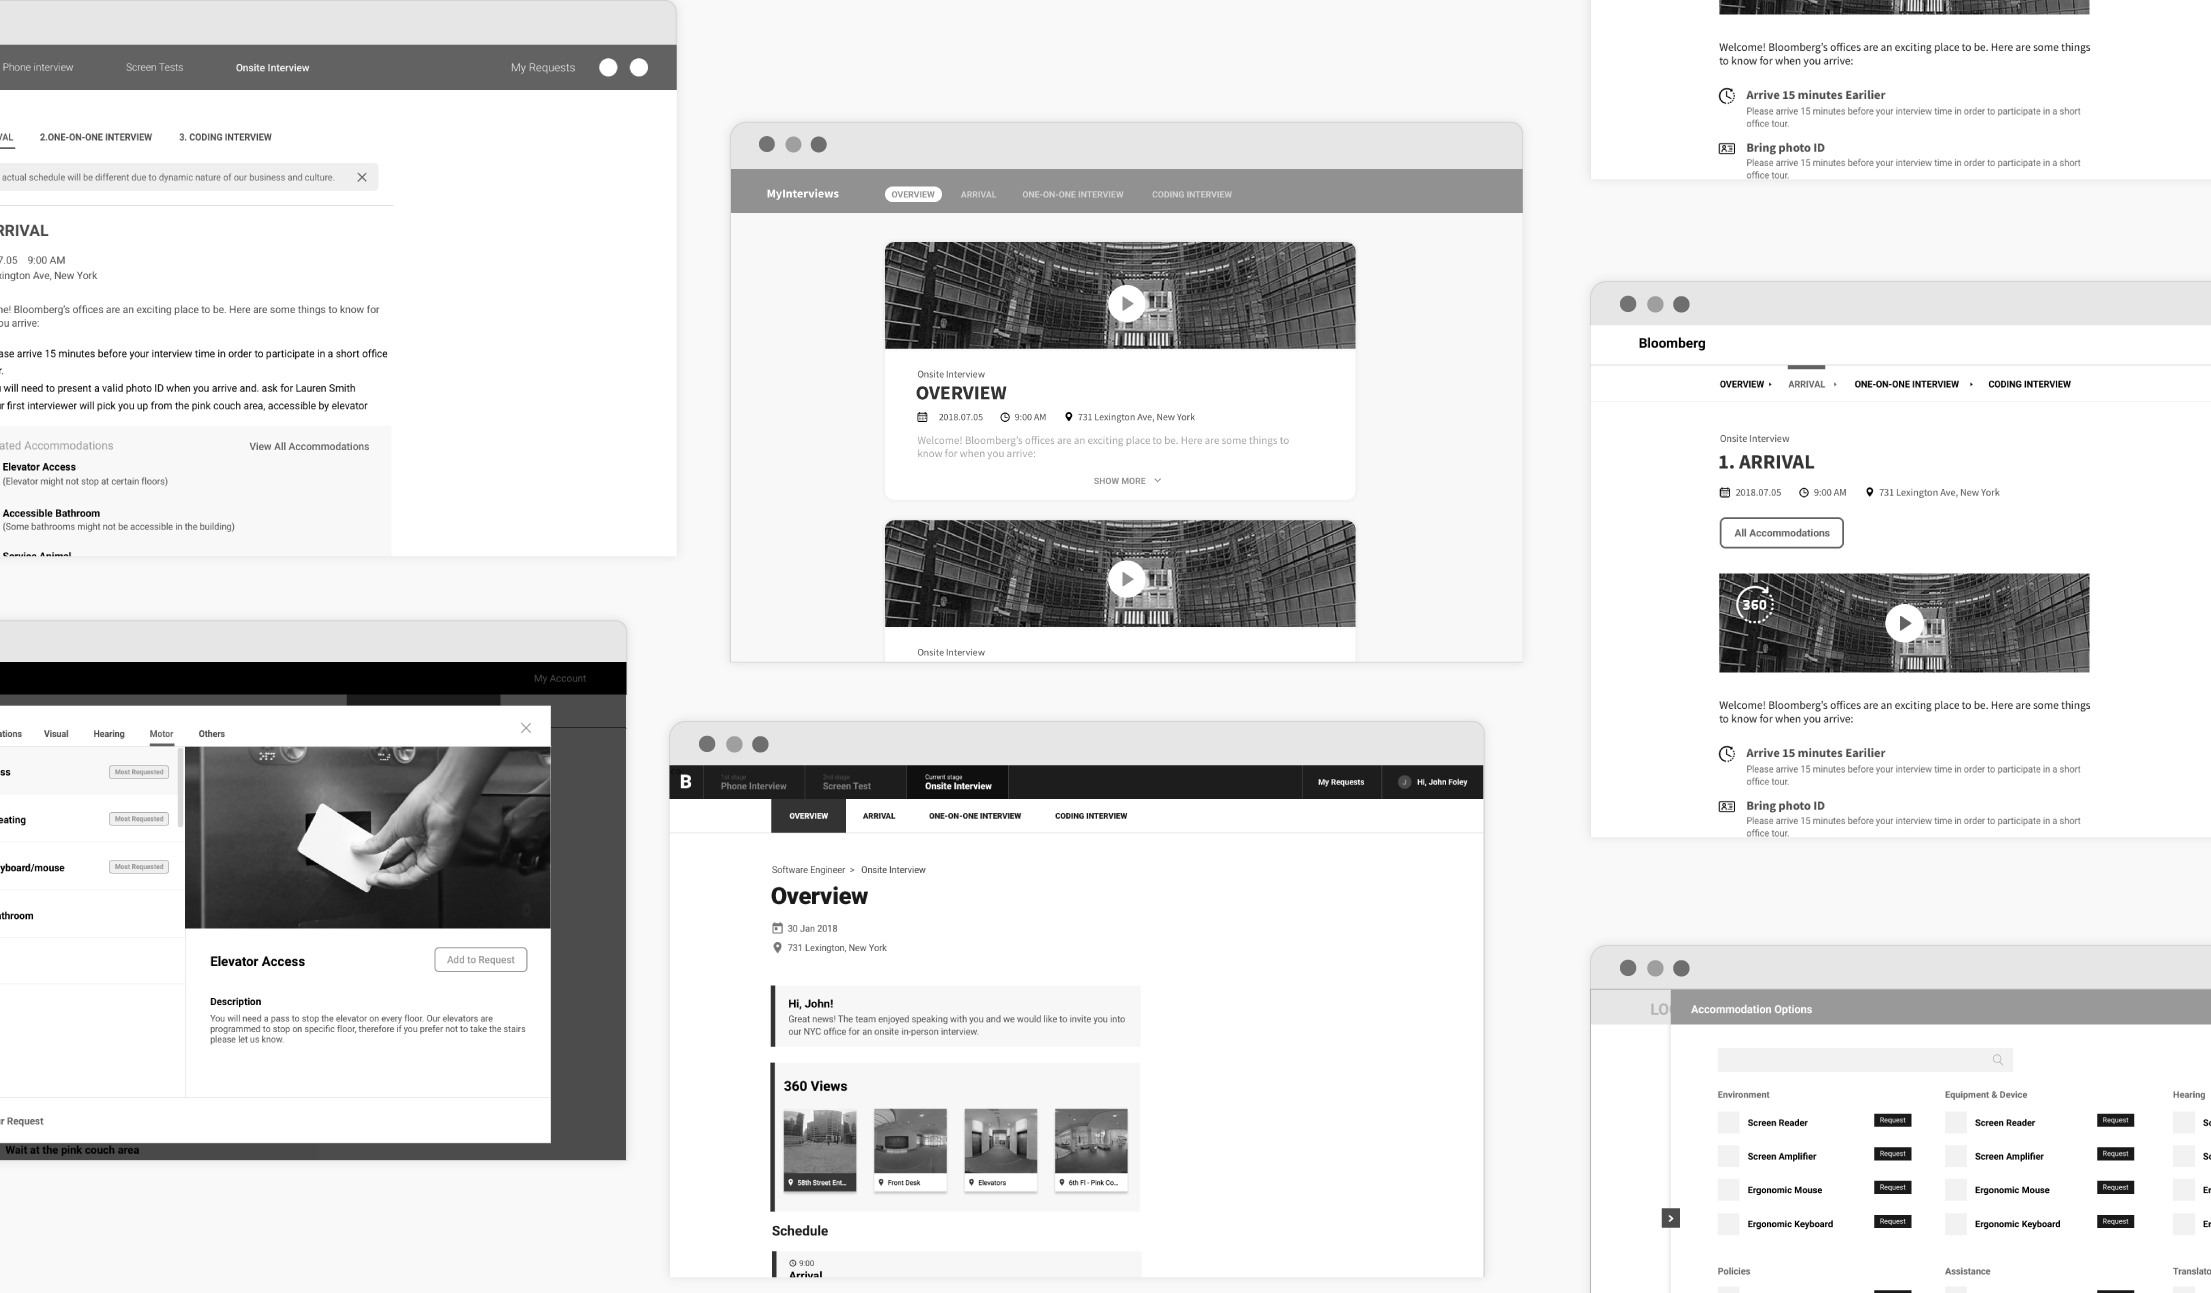 Phone interview
Screen Tests
Onsite Interview
My Requests
2.ONE-ON-ONE INTERVIEW
3. CODING INTERVIEW
actual schedule will be different due to dynamic nature of our business and culture.
RRIVAL
7.05 9:00 AM
xington Ave, New York
ne! Bloomberg's offices are an exciting place to be. Here are some things to know for
ou arrive:
ase arrive 15 minutes before your interview time in order to participate in a short office
r.
will need to present a valid photo ID when you arrive and. ask for Lauren Smith
r first interviewer will pick you up from the pink couch area, accessible by elevator
ated Accommodations
View All Accommodations
Elevator Access
(Elevator might not stop at certain floors)
Accessible Bathroom
(Some bathrooms might not be accessible in the building)
Service Animal
My Account
ations
Visual
Hearing
Motor
Others
ss
Most Requested
eating
Most Requested
yboard/mouse
Most Requested
throom
Elevator Access
Add to Request
Description
You will need a pass to stop the elevator on every floor. Our elevators are
programmed to stop on specific floor, therefore if you prefer not to take the stairs
please let us know.
r Request
Wait at the pink couch area
MyInterviews
OVERVIEW
ARRIVAL
ONE-ON-ONE INTERVIEW
CODING INTERVIEW
Onsite Interview
OVERVIEW
2018.07.05
9:00 AM
731 Lexington Ave, New York
Welcome! Bloomberg's offices are an exciting place to be. Here are some things to
know for when you arrive:
SHOW MORE
Onsite Interview
B
1st stage
Phone Interview
2nd stage
Screen Test
Current stage
Onsite Interview
My Requests
J
Hi, John Foley
OVERVIEW
ARRIVAL
ONE-ON-ONE INTERVIEW
CODING INTERVIEW
Software Engineer > Onsite Interview
Overview
30 Jan 2018
731 Lexington, New York
Hi, John!
Great news! The team enjoyed speaking with you and we would like to invite you into
our NYC office for an onsite in-person interview.
360 Views
58th Street Ent...
Front Desk
Elevators
6th Fl - Pink Co...
Schedule
9:00
Arrival
Welcome! Bloomberg's offices are an exciting place to be. Here are some things
to know for when you arrive:
Arrive 15 minutes Earilier
Please arrive 15 minutes before your interview time in order to participate in a short
office tour.
Bring photo ID
Please arrive 15 minutes before your interview time in order to participate in a short
office tour.
Bloomberg
OVERVIEW
ARRIVAL
ONE-ON-ONE INTERVIEW
CODING INTERVIEW
Onsite Interview
1. ARRIVAL
2018.07.05
9:00 AM
731 Lexington Ave, New York
All Accommodations
360
Welcome! Bloomberg's offices are an exciting place to be. Here are some things
to know for when you arrive:
Arrive 15 minutes Earilier
Please arrive 15 minutes before your interview time in order to participate in a short
office tour.
Bring photo ID
Please arrive 15 minutes before your interview time in order to participate in a short
office tour.
LO
Accommodation Options
Environment
Equipment & Device
Hearing
Screen Reader
Request
Screen Reader
Request
Screen Amplifier
Request
Screen Amplifier
Request
Ergonomic Mouse
Request
Ergonomic Mouse
Request
Ergonomic Keyboard
Request
Ergonomic Keyboard
Request
Policies
Assistance
Translato